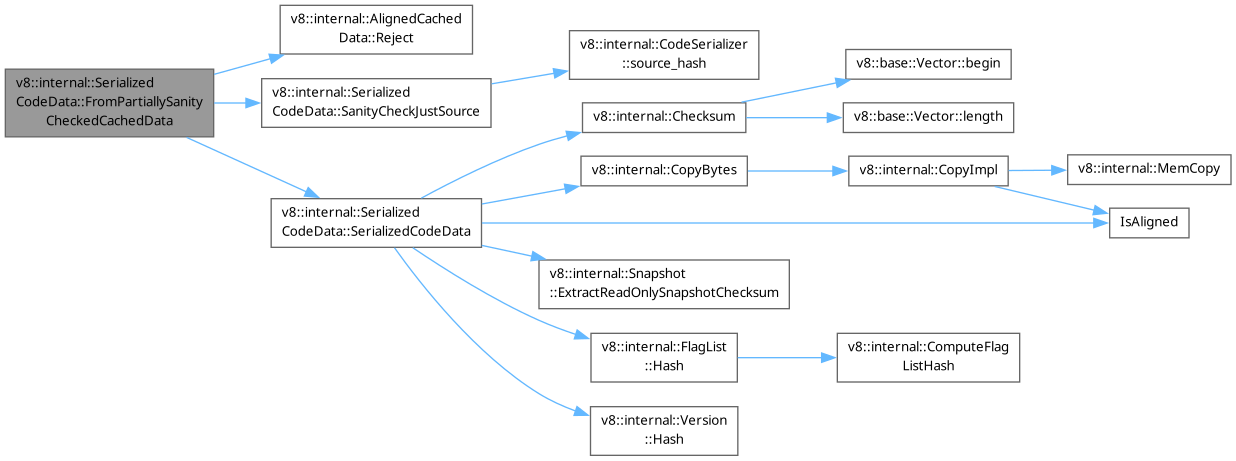 v8::internal::Serialized
CodeData::FromPartiallySanity
CheckedCachedData
v8::internal::AlignedCached
Data::Reject
v8::internal::Serialized
CodeData::SanityCheckJustSource
v8::internal::Serialized
CodeData::SerializedCodeData
v8::internal::CodeSerializer
::source_hash
v8::internal::Checksum
v8::internal::CopyBytes
v8::internal::Snapshot
::ExtractReadOnlySnapshotChecksum
v8::internal::FlagList
::Hash
v8::internal::Version
::Hash
v8::base::Vector::begin
v8::base::Vector::length
v8::internal::CopyImpl
v8::internal::ComputeFlag
ListHash
v8::internal::MemCopy
IsAligned